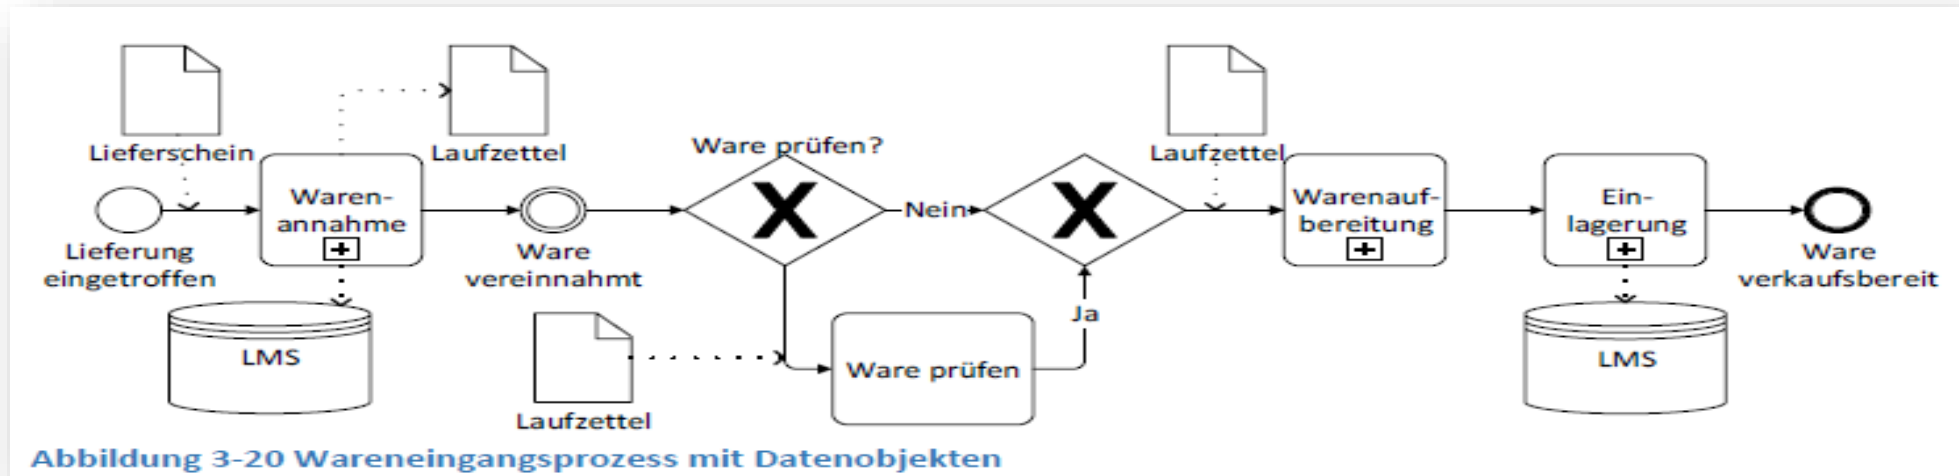 Lieferschein
Laufzettel
Ware prüfen?
Laufzettel
Waren-
annahme
Nein
Warenauf-
bereitung
Ein-
lagerung
Lieferung
eingetroffen
Ware
vereinnahmt
Ware
verkaufsbereit
LMS
Ja
LMS
Ware prüfen
Laufzettel
Abbildung 3-20 Wareneingangsprozess mit Datenobjekten